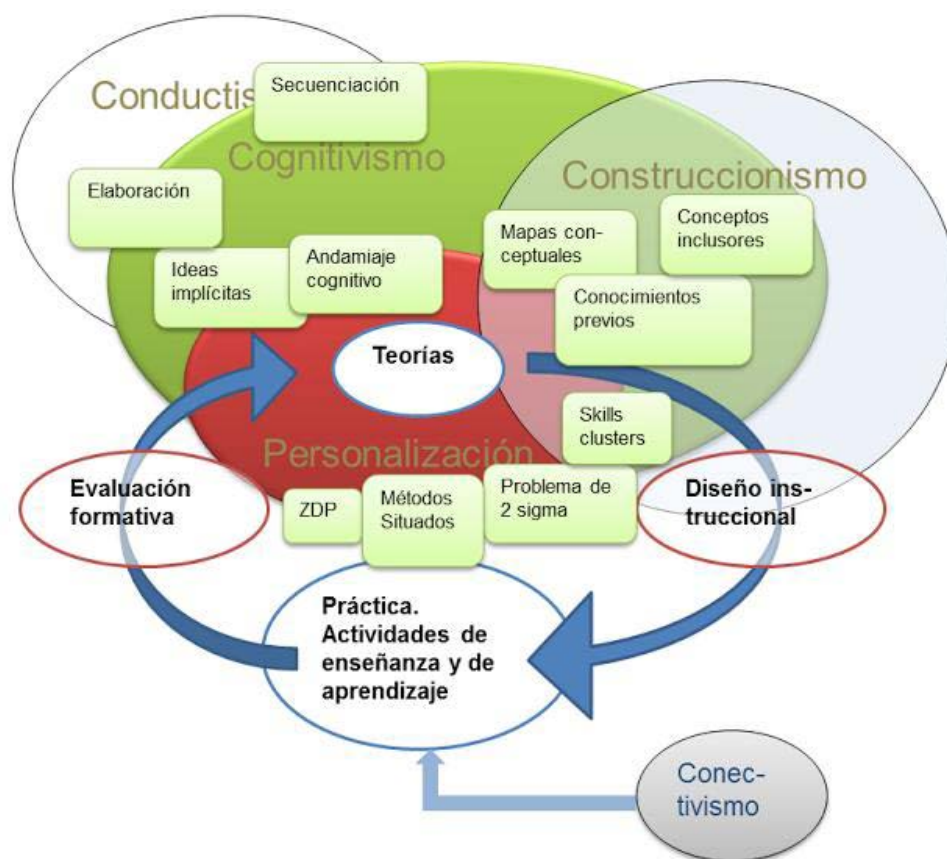 Conductis
Secuenciación
Cognitivismo
Construccionismo
Elaboración
Mapas con-
ceptuales
Conceptos
inclusores
Ideas
implícitas
Andamiaje
cognitivo
Conocimientos
previos
Teorías
Skills
clusters
Personalización
Evaluación
formativa
ZDP
Métodos
Situados
Problema de
2 sigma
Diseño ins-
truccional
Práctica.
Actividades de
enseñanza y de
aprendizaje
Conec-
tivismo